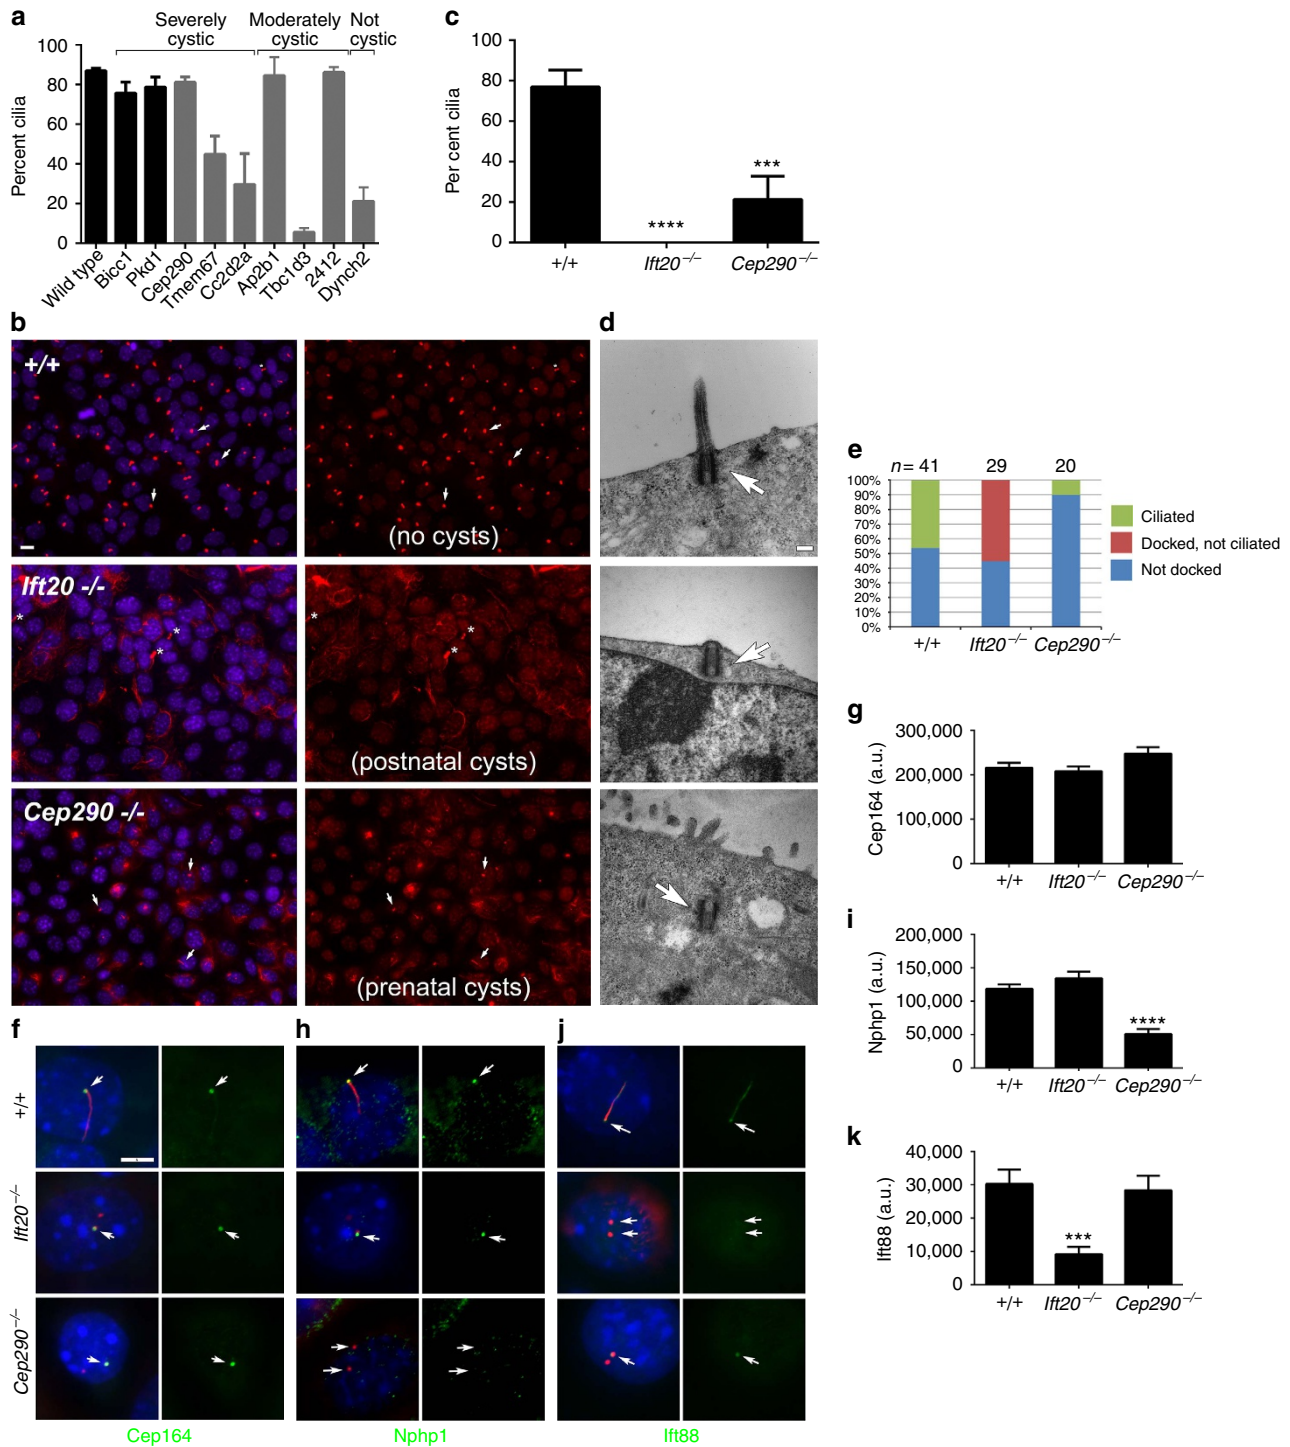 a
Severely cystic
Moderately cystic
Not cystic
Percent cilia
100
80
60
40
20
0
Wild type
Bicc1
Pkd1
Cep290
Tmem67
Cc2d2a
Ap2b1
Tbc1d3
2412
Dynch2
c
Per cent cilia
100
80
60
40
20
0
****
***
+/+
Ift20 −/−
Cep290 −/−
b
+/+
(no cysts)
Ift20 -/-
*
*
*
*
*
*
(postnatal cysts)
Cep290 -/-
(prenatal cysts)
d
e
n = 41
29
20
100%
90%
80%
70%
60%
50%
40%
30%
20%
10%
0%
+/+
Ift20 −/−
Cep290 −/−
Ciliated
Docked, not ciliated
Not docked
g
Cep164 (a.u.)
300,000
200,000
100,000
0
+/+
Ift20 −/−
Cep290 −/−
i
Nphp1 (a.u.)
200,000
150,000
100,000
50,000
0
****
+/+
Ift20 −/−
Cep290 −/−
k
Ift88 (a.u.)
40,000
30,000
20,000
10,000
0
***
+/+
Ift20 −/−
Cep290 −/−
f
h
j
+/+
Ift20 −/−
Cep290 −/−
Cep164
Nphp1
Ift88